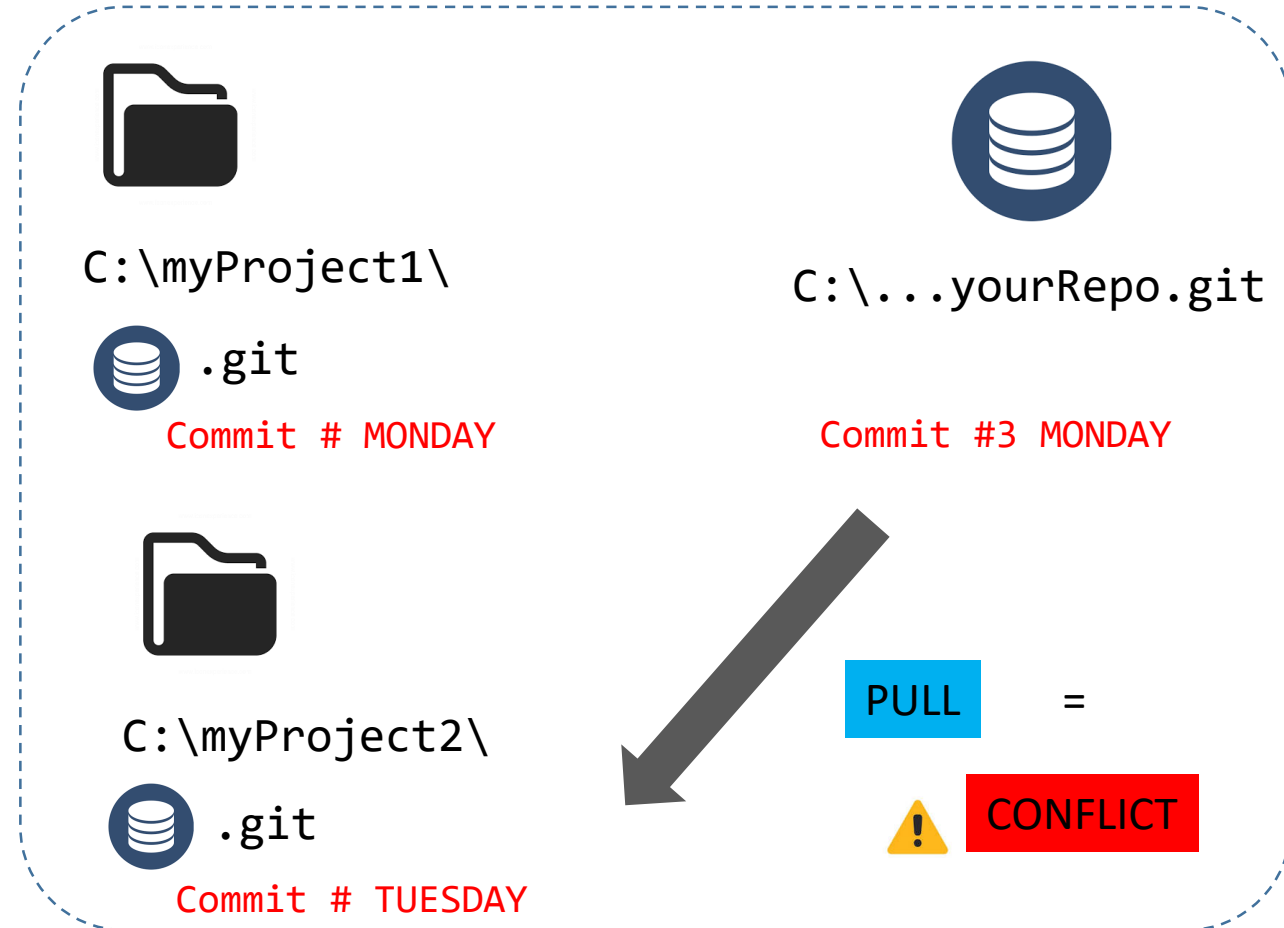 C:\myProject1\
.git
Commit # MONDAY
C:\...yourRepo.git
Commit #3 MONDAY
C:\myProject2\
.git
Commit # TUESDAY
PULL =
CONFLICT